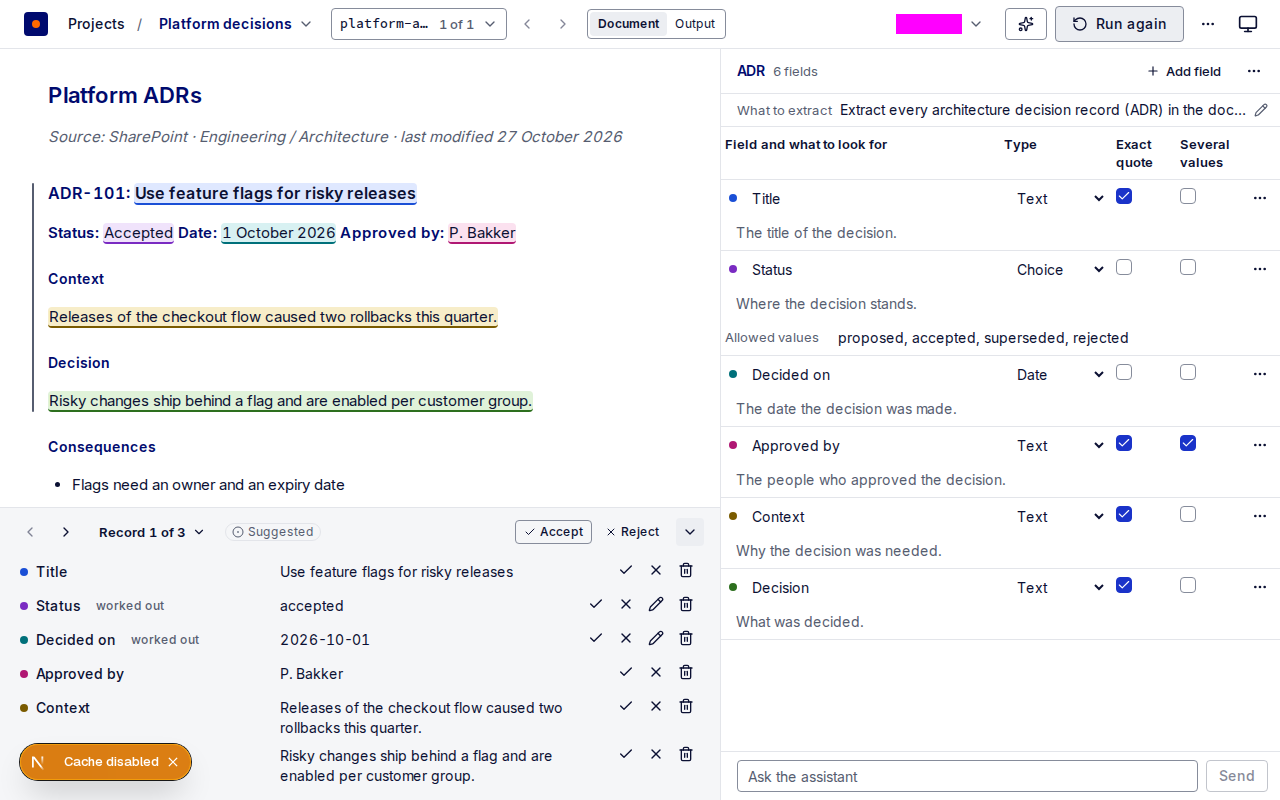 Projects / Platform decisions
platform-a… 1 of 1
Document Output
Run again
Platform ADRs
Source: SharePoint · Engineering / Architecture · last modified 27 October 2026
ADR-101: Use feature flags for risky releases
Status: Accepted Date: 1 October 2026 Approved by: P. Bakker
Context
Releases of the checkout flow caused two rollbacks this quarter.
Decision
Risky changes ship behind a flag and are enabled per customer group.
Consequences
• Flags need an owner and an expiry date
Record 1 of 3
Suggested
Accept
Reject
Title Use feature flags for risky releases
Status worked out accepted
Decided on worked out 2026-10-01
Approved by P. Bakker
Context Releases of the checkout flow caused two
rollbacks this quarter.
Risky changes ship behind a flag and are
enabled per customer group.
Cache disabled
ADR 6 fields
Add field
What to extract Extract every architecture decision record (ADR) in the doc…
Field and what to look for Type Exact quote Several values
Title Text
The title of the decision.
Status Choice
Where the decision stands.
Allowed values proposed, accepted, superseded, rejected
Decided on Date
The date the decision was made.
Approved by Text
The people who approved the decision.
Context Text
Why the decision was needed.
Decision Text
What was decided.
Ask the assistant
Send